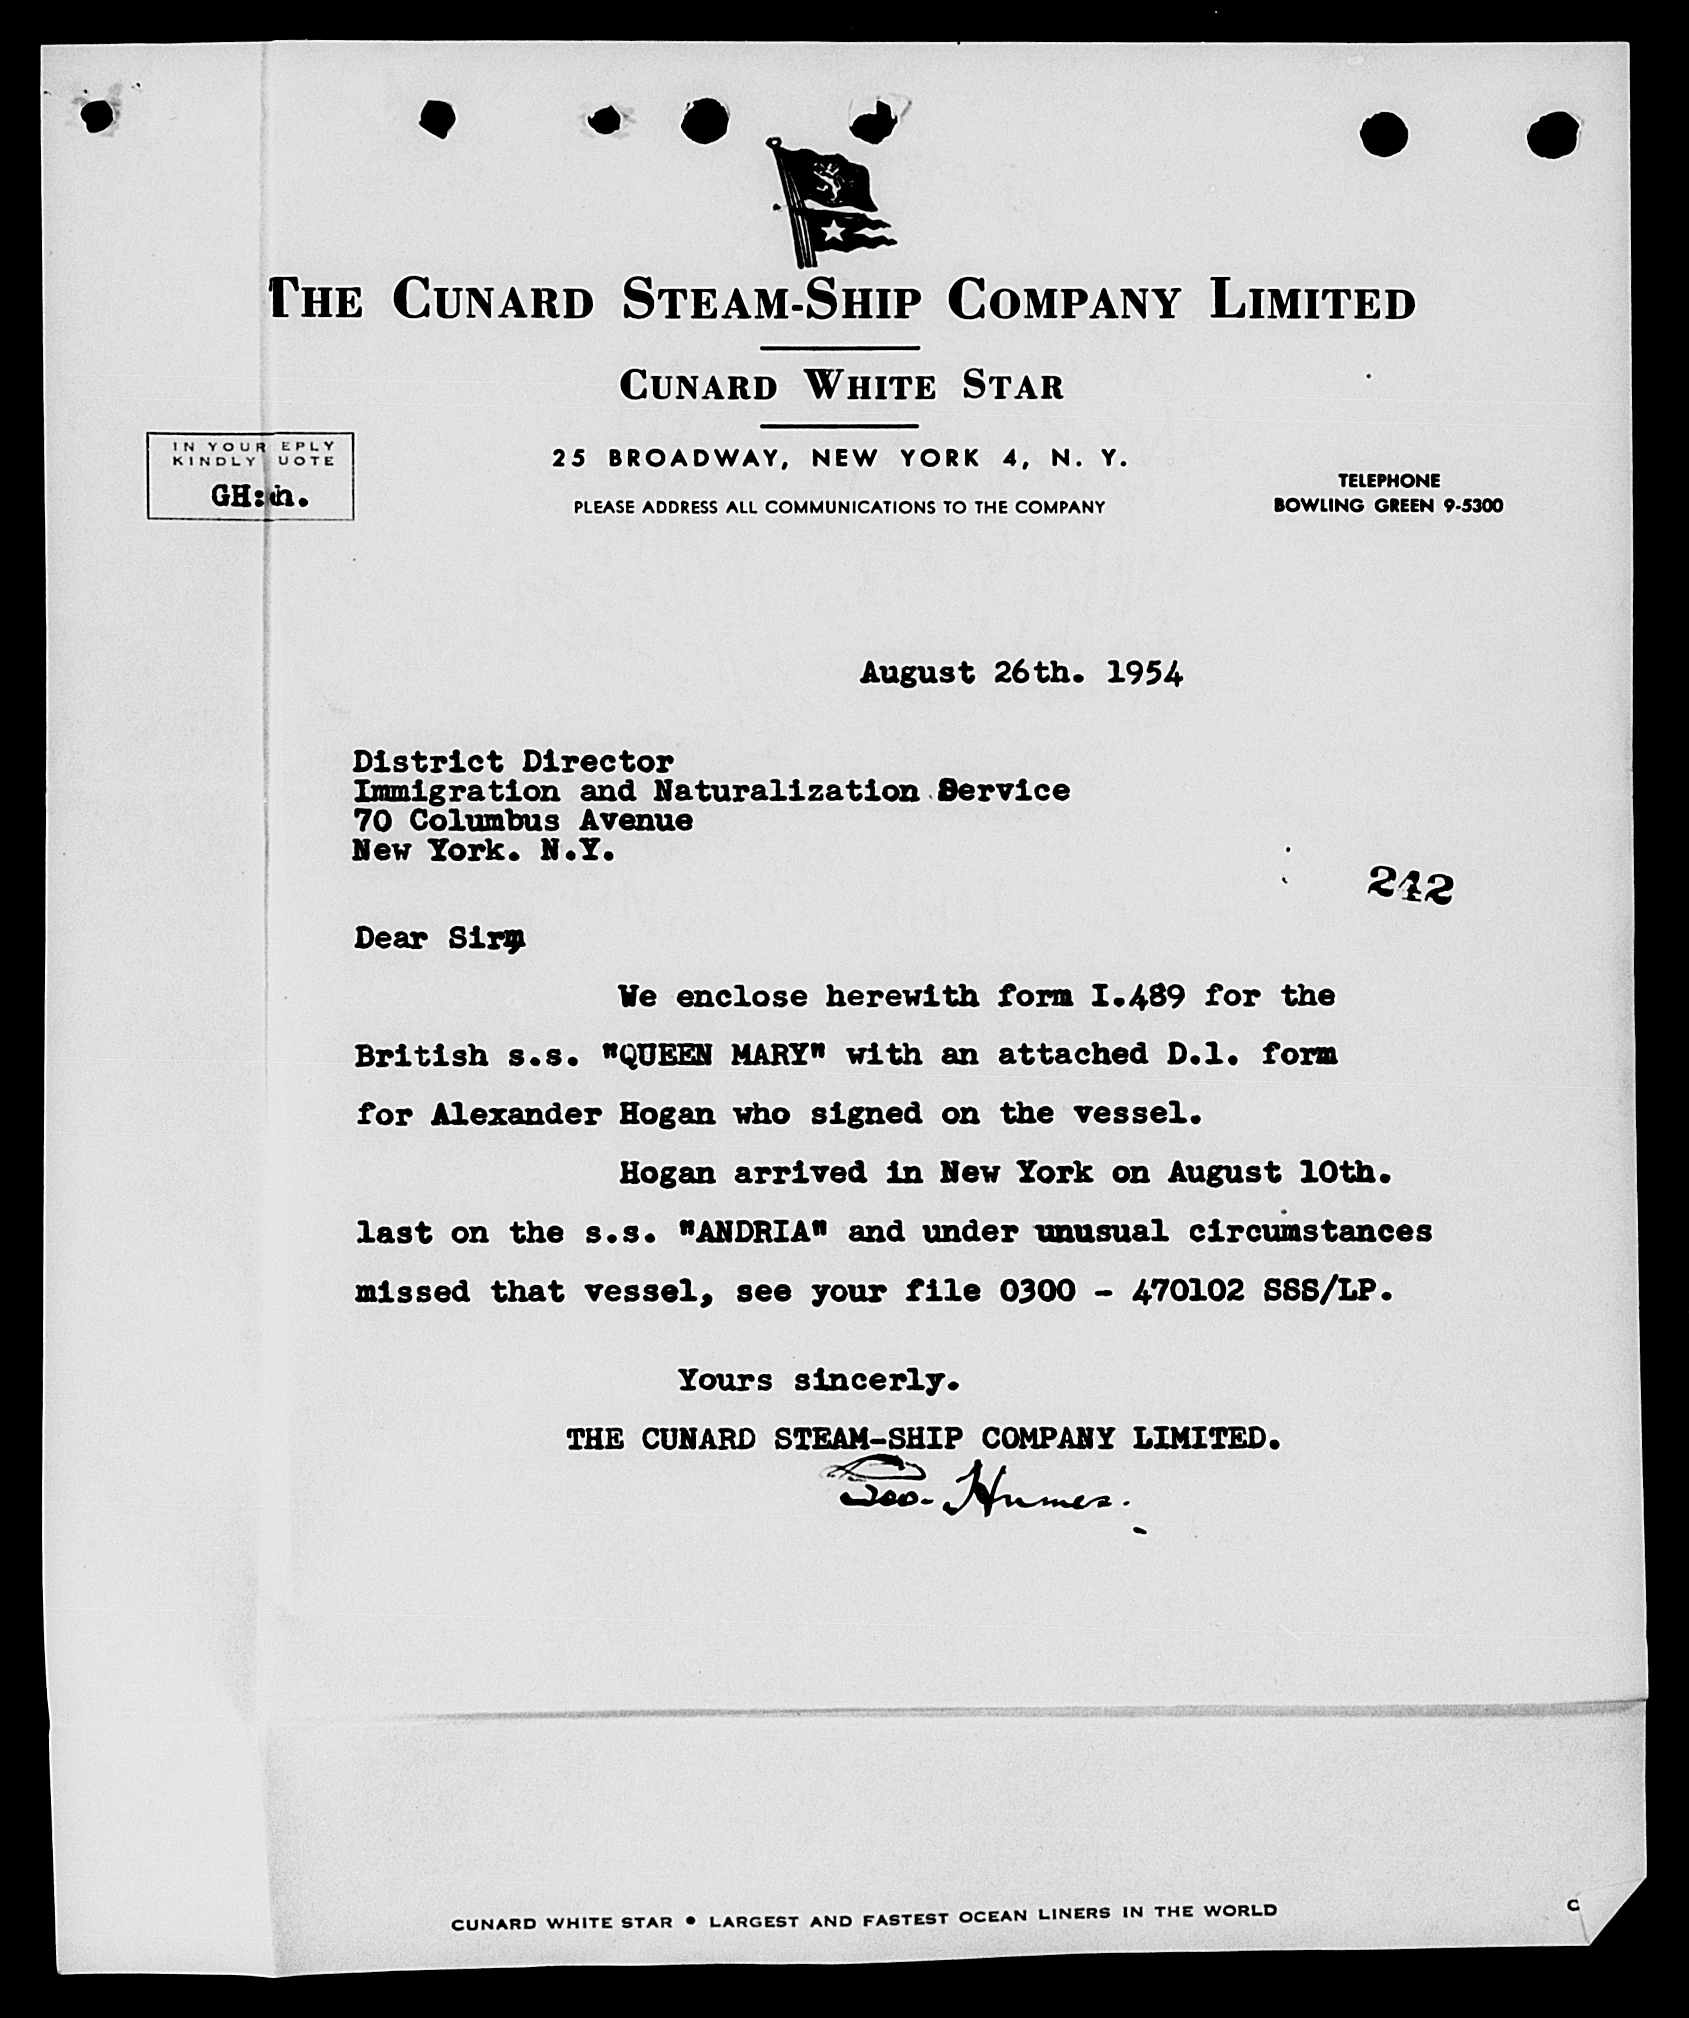 THE CUNARD STEAM-SHIP COMPANY LIMITED
CUNARD WHITE STAR
IN YOUR EPLY
KINDLY UOTE
GH:h.
25 BROADWAY, NEW YORK 4, N. Y.
PLEASE ADDRESS ALL COMMUNICATIONS TO THE COMPANY
TELEPHONE
BOWLING GREEN 9-5300
August 26th. 1954
District Director
Immigration and Naturalization Service
70 Columbus Avenue
New York. N.Y.
242
Dear Sir,
We enclose herewith form I.489 for the
British s.s. "QUEEN MARY" with an attached D.1. form
for Alexander Hogan who signed on the vessel.
Hogan arrived in New York on August 10th.
last on the s.s. "ANDRIA" and under unusual circumstances
missed that vessel, see your file 0300 - 470102 SSS/LP.
Yours sincerly.
THE CUNARD STEAM-SHIP COMPANY LIMITED.
Geo. Humes.
CUNARD WHITE STAR • LARGEST AND FASTEST OCEAN LINERS IN THE WORLD
C